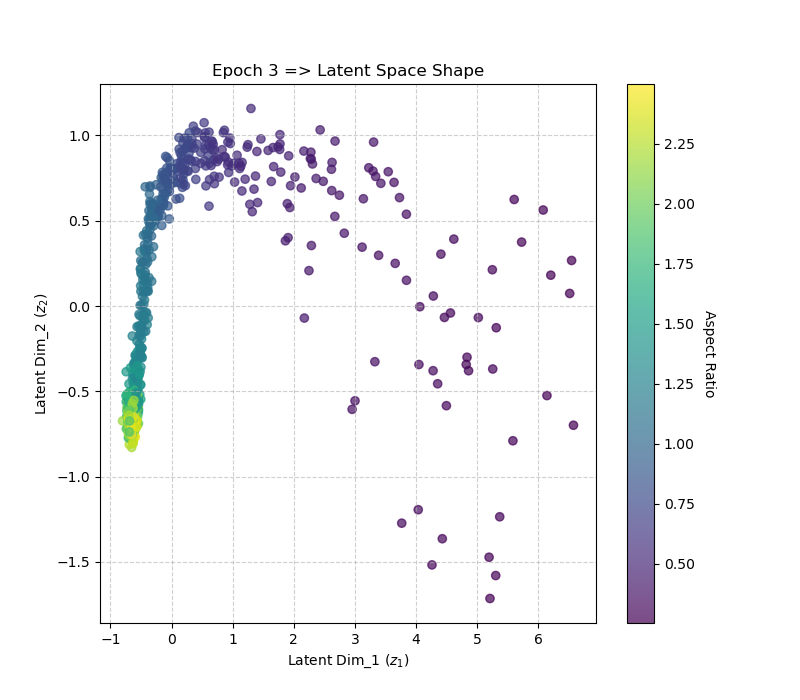 Epoch 3 => Latent Space Shape
1.0
0.5
0.0
−0.5
−1.0
−1.5
Latent Dim_2 (z₂)
−1 0 1 2 3 4 5 6
Latent Dim_1 (z₁)
2.25
2.00
1.75
1.50
1.25
1.00
0.75
0.50
Aspect Ratio